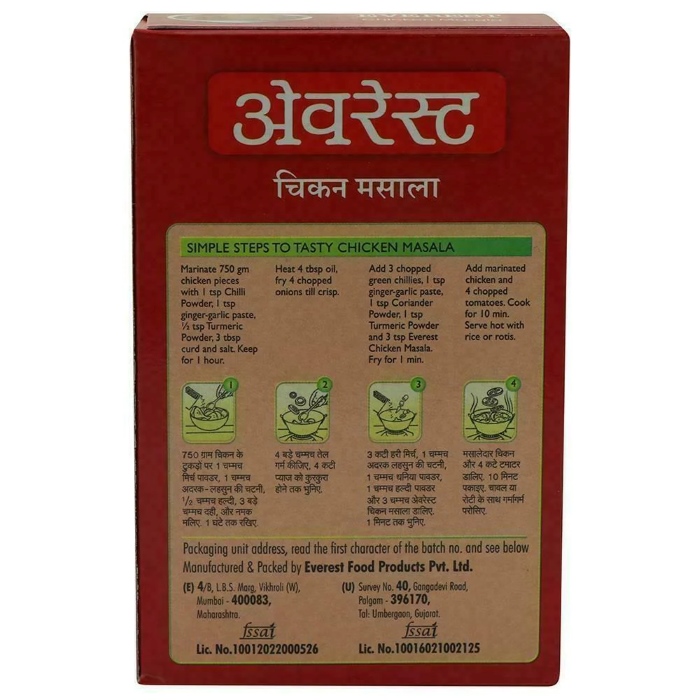 अेवरेस्ट
चिकन मसाला
SIMPLE STEPS TO TASTY CHICKEN MASALA
Marinate 750 gm
chicken pieces
with 1 tsp Chilli
Powder, 1 tsp
ginger-garlic paste,
½ tsp Turmeric
Powder, 3 tbsp
curd and salt. Keep
for 1 hour.
Heat 4 tbsp oil,
fry 4 chopped
onions till crisp.
Add 3 chopped
green chillies, 1 tsp
ginger-garlic paste,
1 tsp Coriander
Powder, 1 tsp
Turmeric Powder
and 3 tsp Everest
Chicken Masala.
Fry for 1 min.
Add marinated
chicken and
4 chopped
tomatoes. Cook
for 10 min.
Serve hot with
rice or rotis.
1
2
3
4
750 ग्राम चिकन के
टुकड़ों पर 1 चम्मच
मिर्च पावडर, 1 चम्मच
अदरक-लहसुन की चटनी,
1/2 चम्मच हल्दी, 3 बड़े
चम्मच दही, और नमक
मलिए. 1 घंटे तक रखिए.
4 बड़े चम्मच तेल
गर्म कीजिए, 4 कटी
प्याज को कुरकुरा
होने तक भुनिए.
3 कटी हरी मिर्च, 1 चम्मच
अदरक लहसुन की चटनी,
1 चम्मच धनिया पावडर,
1 चम्मच हल्दी पावडर
और 3 चम्मच अेवरेस्ट
चिकन मसाला डालिए.
1 मिनट तक भुनिए.
मसालेदार चिकन
और 4 कटे टमाटर
डालिए. 10 मिनट
पकाइए. चावल या
रोटी के साथ गर्मागर्म
परोसिए.
Packaging unit address, read the first character of the batch no. and see below
Manufactured & Packed by Everest Food Products Pvt. Ltd.
(E) 4/B, L.B.S. Marg, Vikhroli (W),
Mumbai - 400083,
Maharashtra.
fssai
Lic. No.10012022000526
(U) Survey No. 40, Gangadevi Road,
Palgam - 396170,
Tal: Umbergaon, Gujarat.
fssai
Lic. No.10016021002125